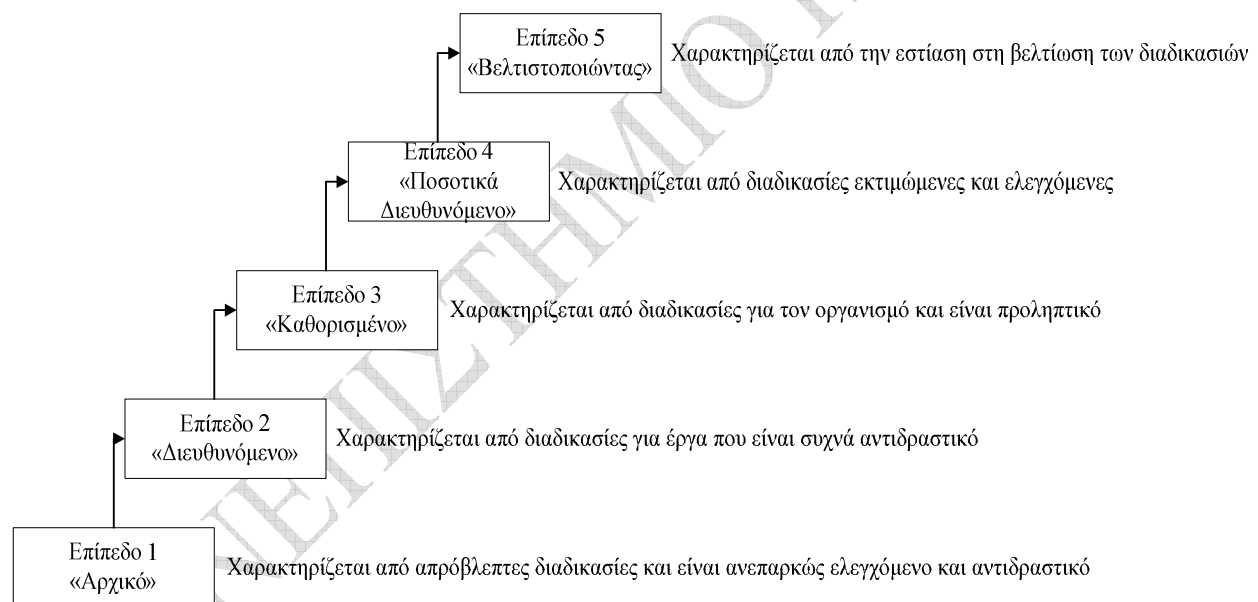 Επίπεδο 5
«Βελτιστοποιώντας»
Χαρακτηρίζεται από την εστίαση στη βελτίωση των διαδικασιών
Επίπεδο 4
«Ποσοτικά
Διευθυνόμενο»
Χαρακτηρίζεται από διαδικασίες εκτιμώμενες και ελεγχόμενες
Επίπεδο 3
«Καθορισμένο»
Χαρακτηρίζεται από διαδικασίες για τον οργανισμό και είναι προληπτικό
Επίπεδο 2
«Διευθυνόμενο»
Χαρακτηρίζεται από διαδικασίες για έργα που είναι συχνά αντιδραστικό
Επίπεδο 1
«Αρχικό»
Χαρακτηρίζεται από απρόβλεπτες διαδικασίες και είναι ανεπαρκώς ελεγχόμενο και αντιδραστικό
ΝΕΠΙΣΤΗΜΙΟ